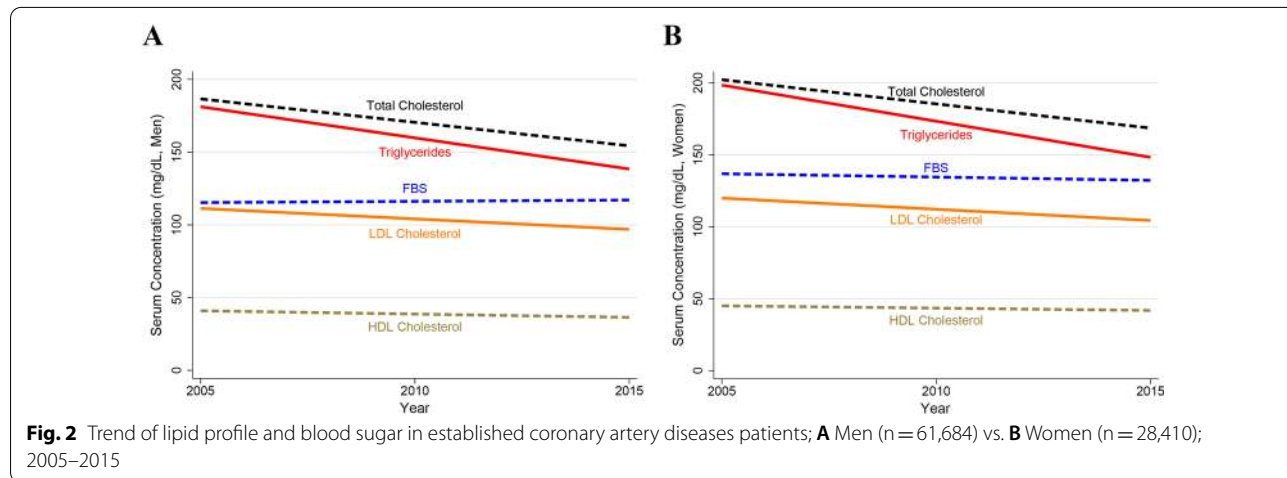 A
B
Serum Concentration (mg/dL, Men)
200
150
100
50
0
Total Cholesterol
Triglycerides
FBS
LDL Cholesterol
HDL Cholesterol
2005
2010
2015
Year
Serum Concentration (mg/dL, Women)
200
150
100
50
0
Total Cholesterol
Triglycerides
FBS
LDL Cholesterol
HDL Cholesterol
2005
2010
2015
Year
Fig. 2 Trend of lipid profile and blood sugar in established coronary artery diseases patients; A Men (n = 61,684) vs. B Women (n = 28,410);
2005–2015